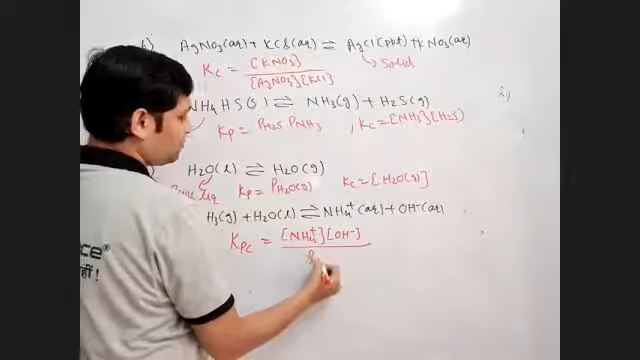 h) AgNO3(aq) + KCl(aq) ⇌ AgCl(ppt) + KNO3(aq)
Kc = [KNO3] / [AgNO3][KCl]
↳ Solid
NH4HS(s) ⇌ NH3(g) + H2S(g)
Kp = PH2S PNH3 , Kc = [NH3][H2S]
H2O(l) ⇌ H2O(g)
liq Kp = PH2O(g) Kc = [H2O(g)]
H3(g) + H2O(l) ⇌ NH4+(aq) + OH-(aq)
Kpc = [NH4+][OH-] / P